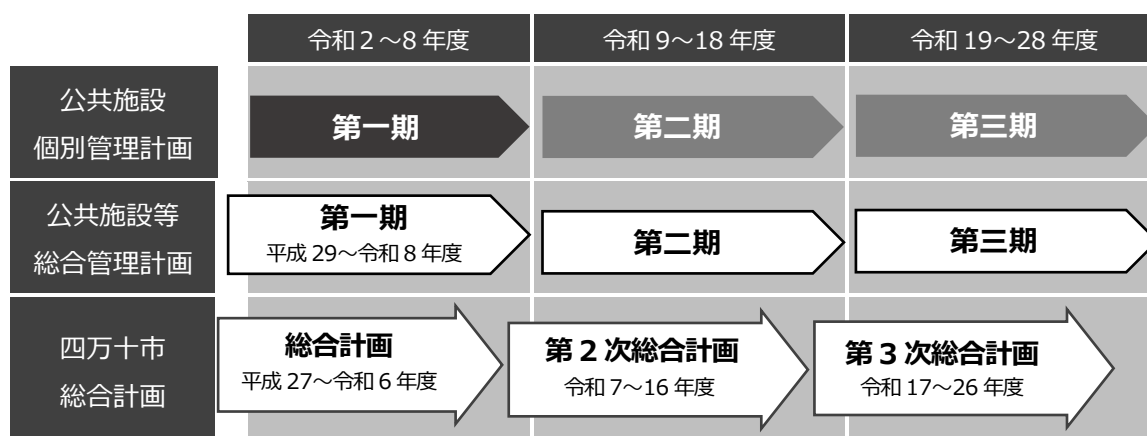 令和２～８年度
令和 9～18 年度
令和 19～28 年度
公共施設
個別管理計画
第一期
第二期
第三期
公共施設等
総合管理計画
第一期
平成 29～令和 8 年度
第二期
第三期
四万十市
総合計画
総合計画
平成 27～令和 6 年度
第２次総合計画
令和 7～16 年度
第３次総合計画
令和 17～26 年度